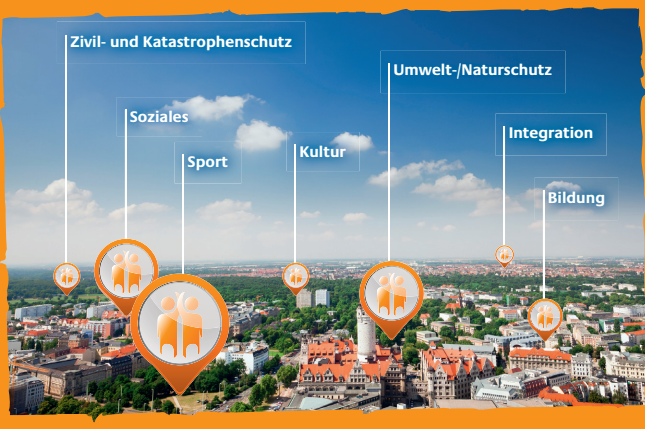 Zivil- und Katastrophenschutz
Umwelt-/Naturschutz
Soziales
Integration
Kultur
Sport
Bildung